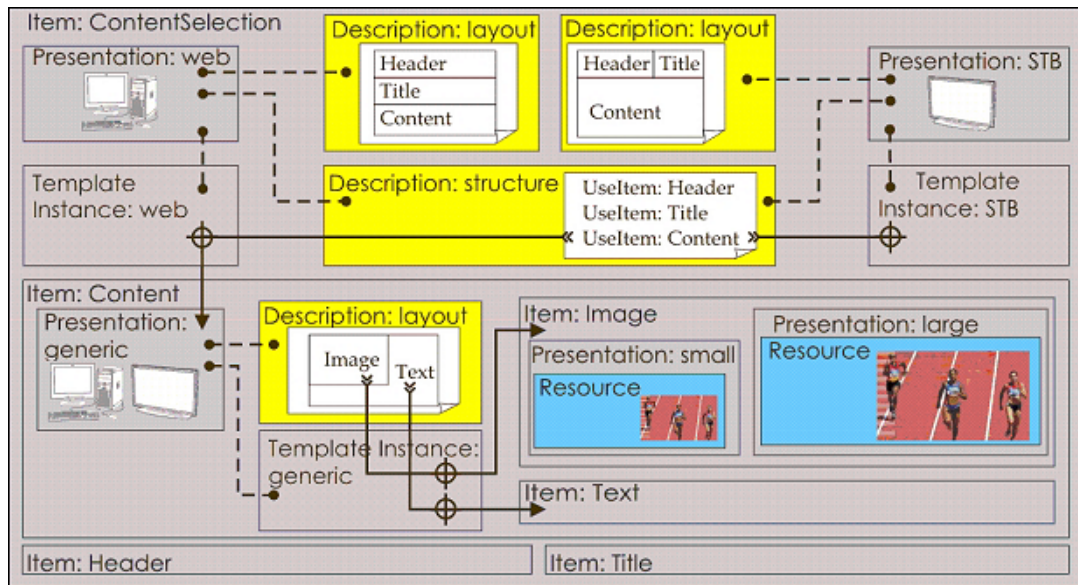 Item: ContentSelection
Presentation: web
Description: layout
Header
Title
Content
Description: layout
Header Title
Content
Presentation: STB
Template
Instance: web
Description: structure
UseItem: Header
UseItem: Title
UseItem: Content
Template
Instance: STB
Item: Content
Presentation:
generic
Description: layout
Image
Text
Template Instance:
generic
Item: Image
Presentation: small
Resource
Presentation: large
Resource
Item: Text
Item: Header
Item: Title